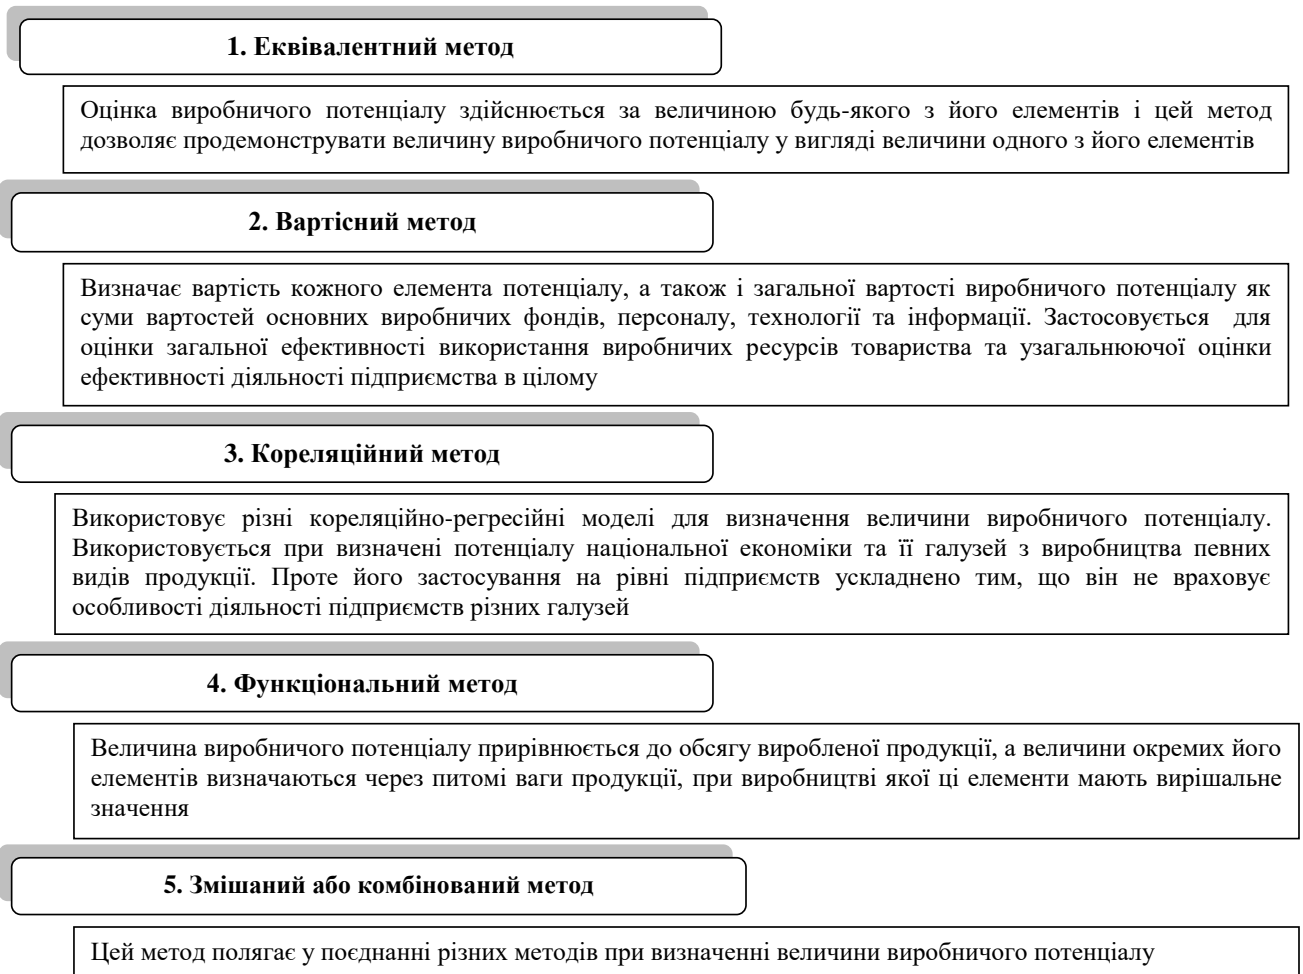 1. Еквівалентний метод
Оцінка виробничого потенціалу здійснюється за величиною будь-якого з його елементів і цей метод
дозволяє продемонструвати величину виробничого потенціалу у вигляді величини одного з його елементів
2. Вартісний метод
Визначає вартість кожного елемента потенціалу, а також і загальної вартості виробничого потенціалу як
суми вартостей основних виробничих фондів, персоналу, технології та інформації. Застосовується для
оцінки загальної ефективності використання виробничих ресурсів товариства та узагальнюючої оцінки
ефективності діяльності підприємства в цілому
3. Кореляційний метод
Використовує різні кореляційно-регресійні моделі для визначення величини виробничого потенціалу.
Використовується при визначені потенціалу національної економіки та її галузей з виробництва певних
видів продукції. Проте його застосування на рівні підприємств ускладнено тим, що він не враховує
особливості діяльності підприємств різних галузей
4. Функціональний метод
Величина виробничого потенціалу прирівнюється до обсягу виробленої продукції, а величини окремих його
елементів визначаються через питомі ваги продукції, при виробництві якої ці елементи мають вирішальне
значення
5. Змішаний або комбінований метод
Цей метод полягає у поєднанні різних методів при визначенні величини виробничого потенціалу